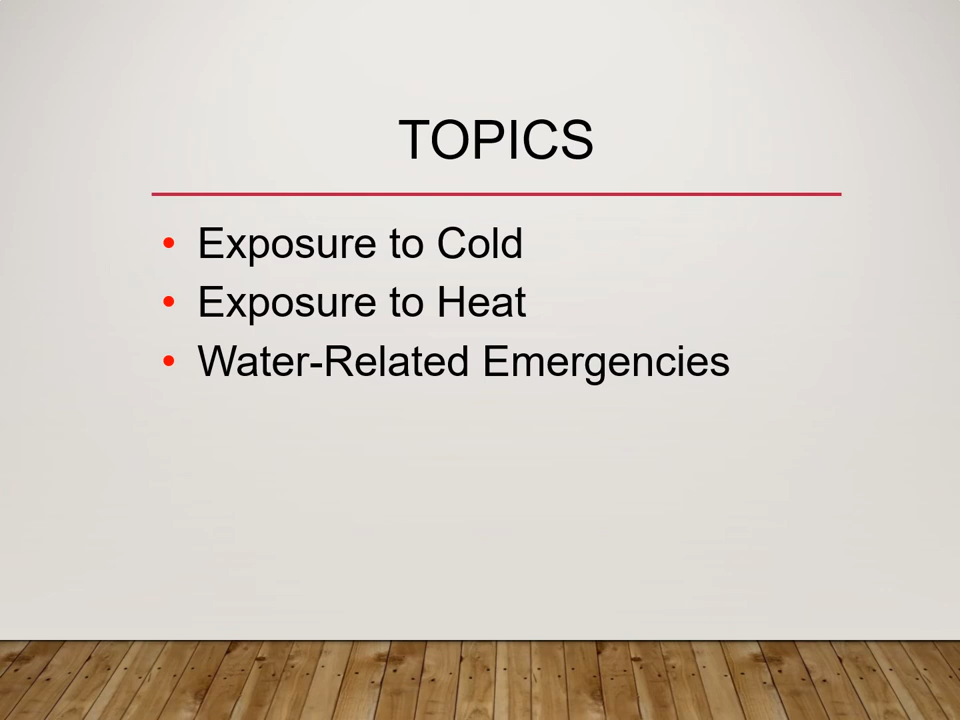 TOPICS
• Exposure to Cold
• Exposure to Heat
• Water-Related Emergencies